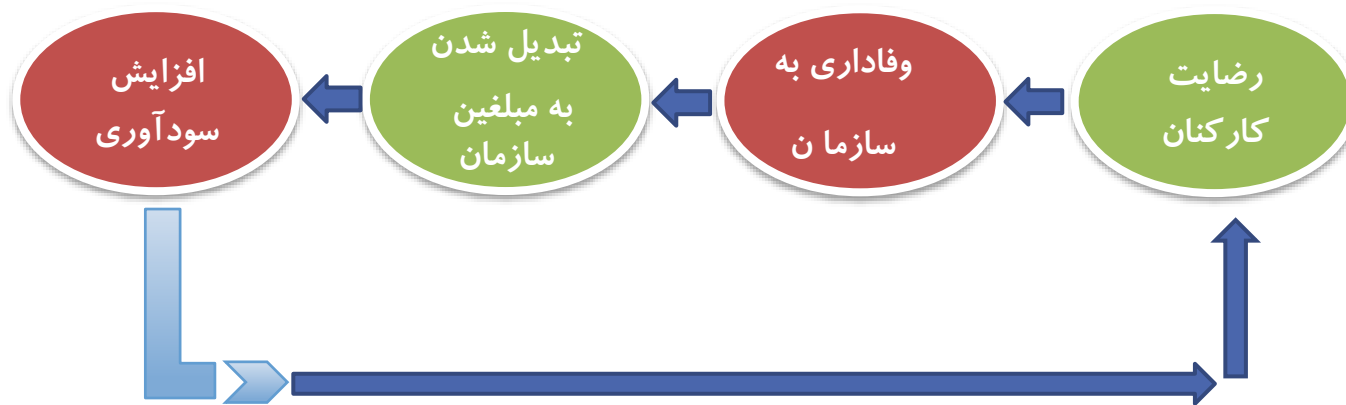 رضایت
کارکنان
وفاداری به
سازما ن
تبدیل شدن
به مبلغین
سازمان
افزایش
سودآوری